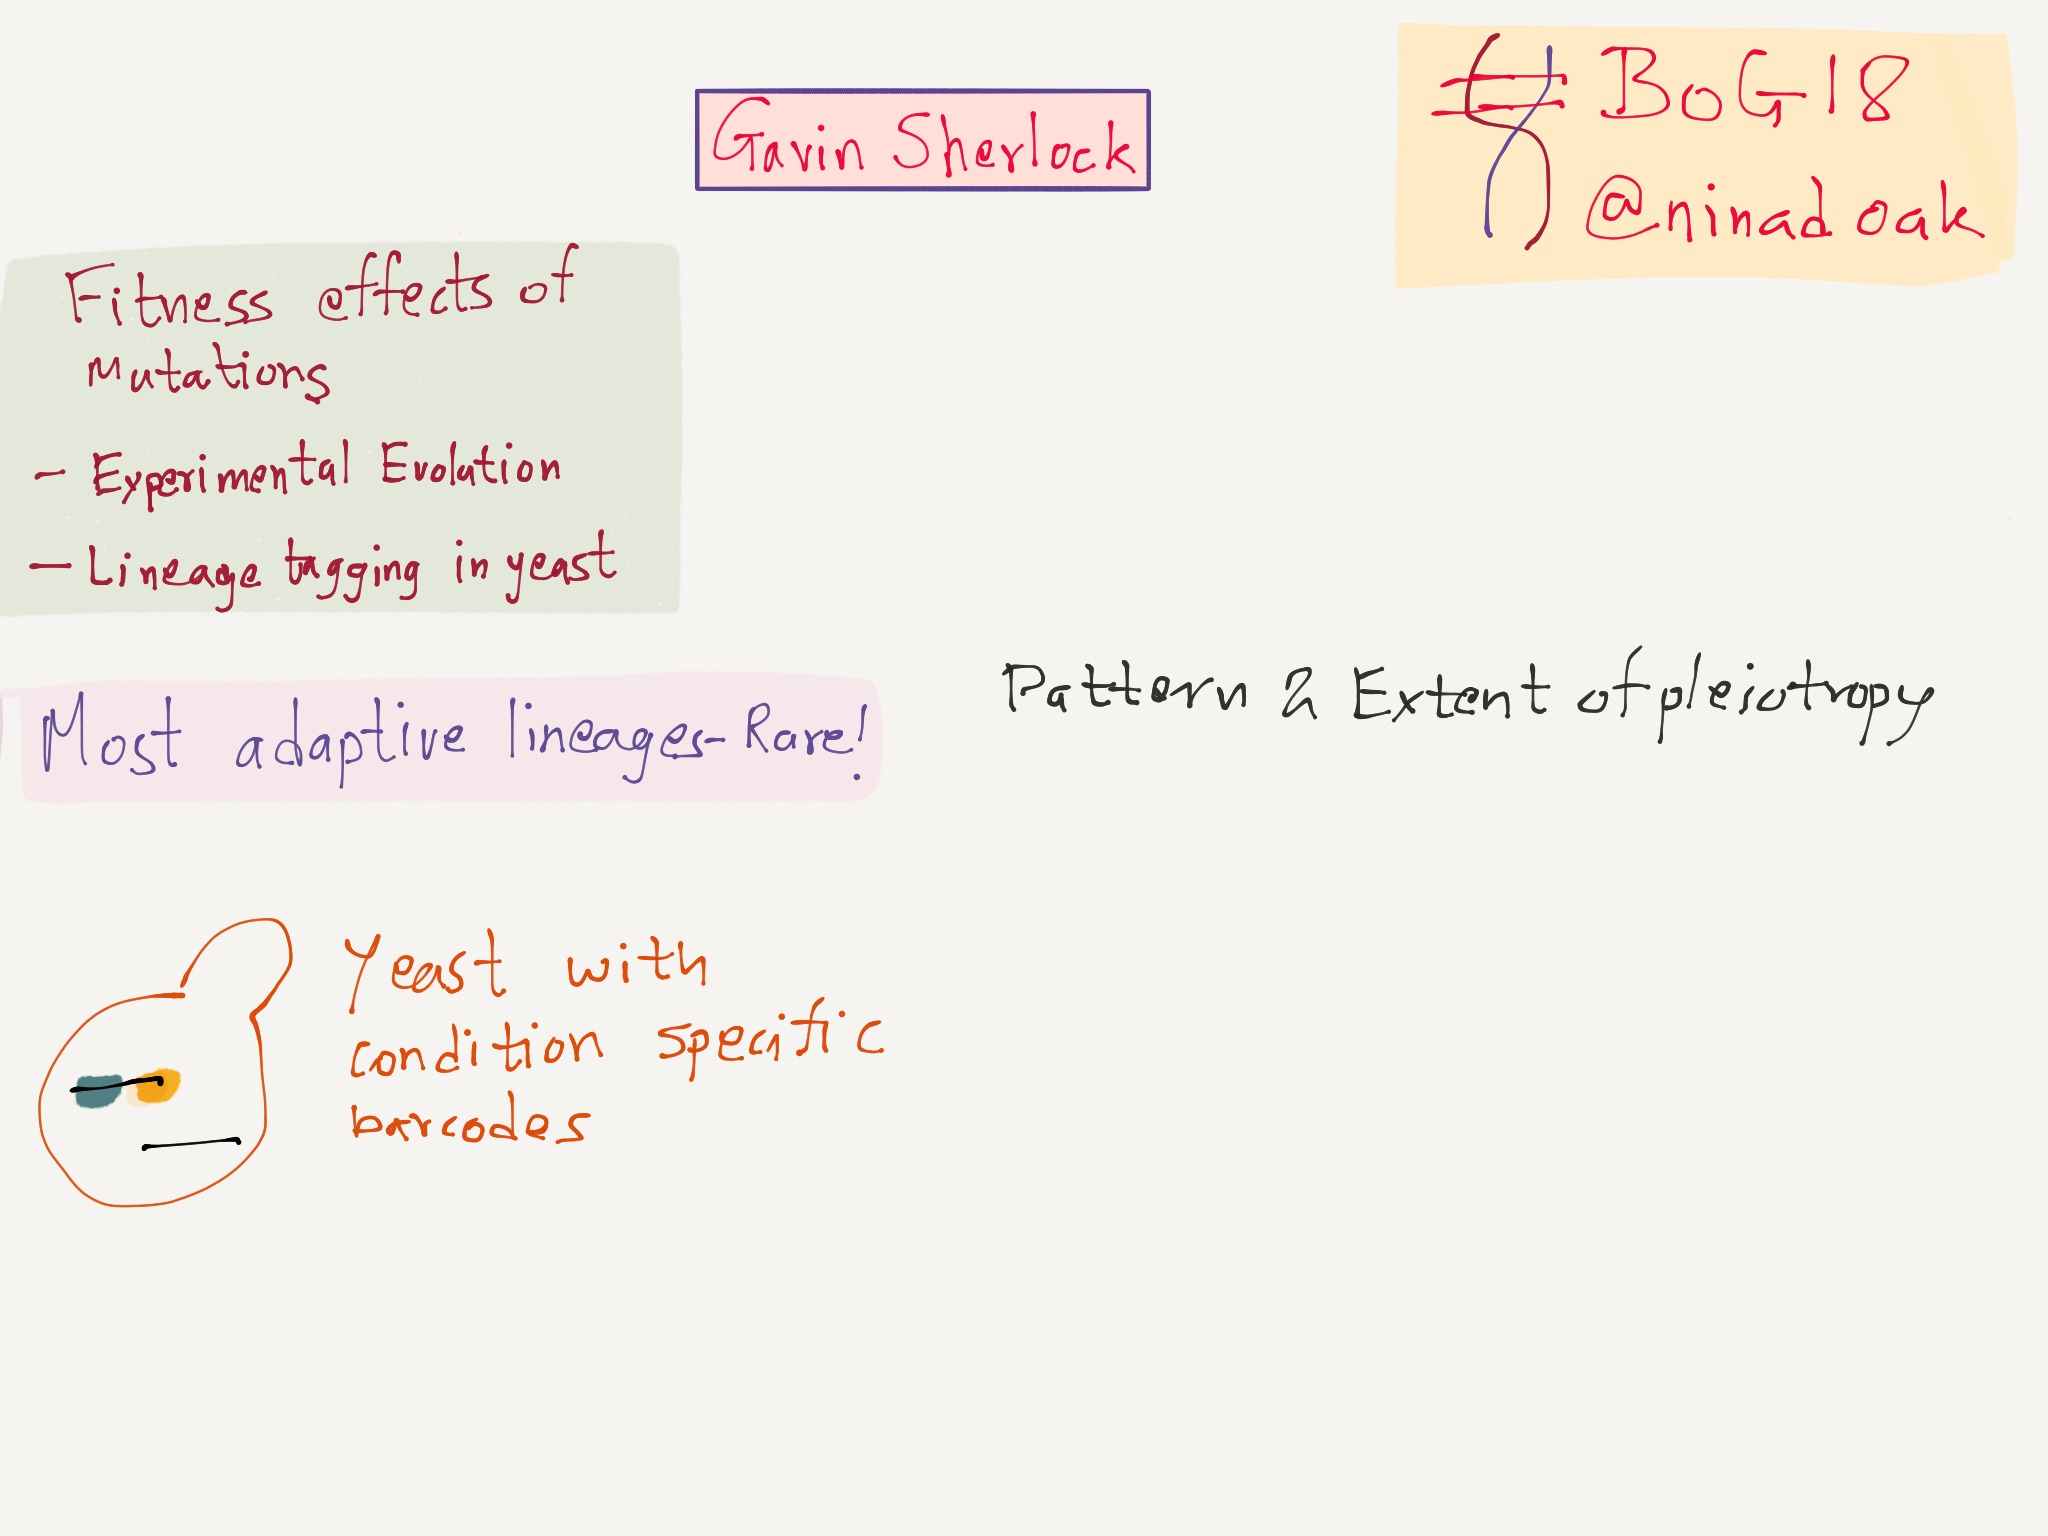 Gavin Sherlock
# BoG18
@ninadoak
Fitness effects of
Mutations
- Experimental Evolution
- Lineage tagging in yeast
Most adaptive lineages - Rare!
Pattern & Extent of pleiotropy
Yeast with
condition specific
barcodes